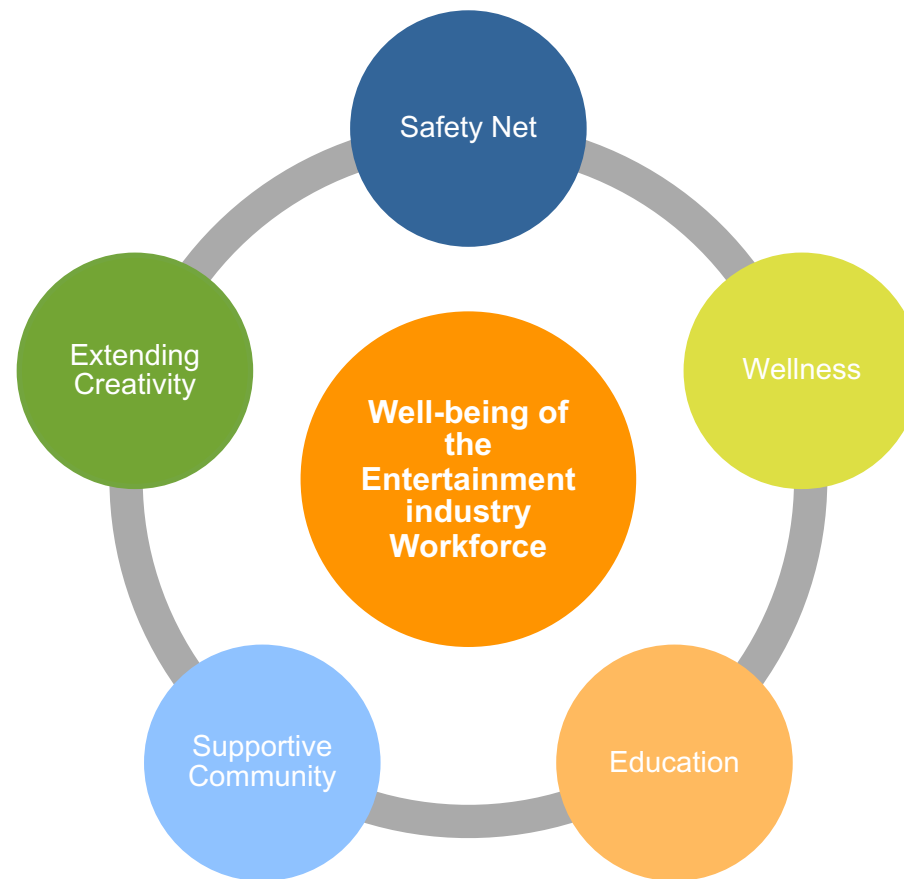 Safety Net
Extending
Creativity
Wellness
Well-being of
the
Entertainment
industry
Workforce
Supportive
Community
Education